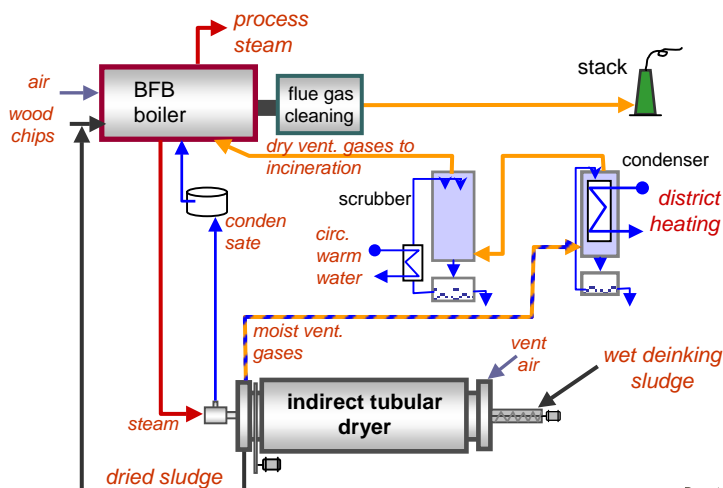 process
steam
stack
air
BFB
boiler
flue gas
cleaning
wood
chips
dry vent. gases to
incineration
condenser
scrubber
district
heating
conden
sate
circ.
warm
water
moist vent.
gases
vent
air
wet deinking
sludge
indirect tubular
dryer
steam
dried sludge